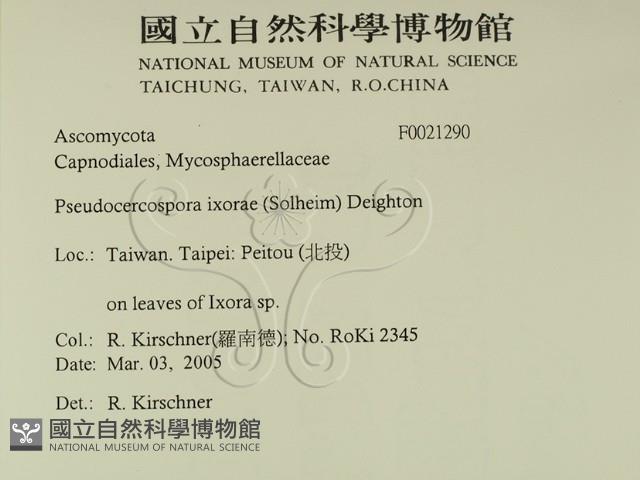 國立自然科學博物館
NATIONAL MUSEUM OF NATURAL SCIENCE
TAICHUNG, TAIWAN, R.O.CHINA
Ascomycota F0021290
Capnodiales, Mycosphaerellaceae
Pseudocercospora ixorae (Solheim) Deighton
Loc.: Taiwan. Taipei: Peitou (北投)
on leaves of Ixora sp.
Col.: R. Kirschner(羅南德); No. RoKi 2345
Date: Mar. 03, 2005
Det.: R. Kirschner
國立自然科學博物館
NATIONAL MUSEUM OF NATURAL SCIENCE